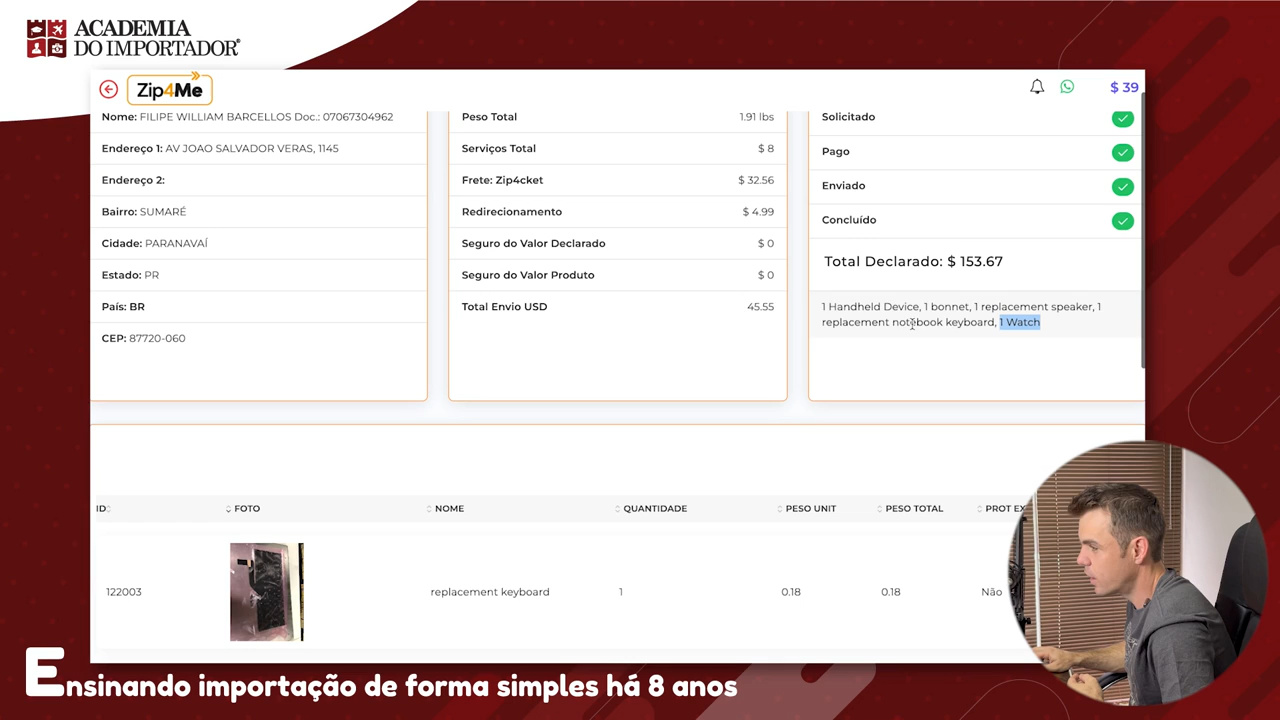 ACADEMIA
DO IMPORTADOR®
Zip4Me
$ 39
Nome: FILIPE WILLIAM BARCELLOS Doc.: 07067304962
Endereço 1: AV JOAO SALVADOR VERAS, 1145
Endereço 2:
Bairro: SUMARÉ
Cidade: PARANAVAÍ
Estado: PR
País: BR
CEP: 87720-060
Peso Total 1.91 lbs
Serviços Total $ 8
Frete: Zip4cket $ 32.56
Redirecionamento $ 4.99
Seguro do Valor Declarado $ 0
Seguro do Valor Produto $ 0
Total Envio USD 45.55
Solicitado
Pago
Enviado
Concluído
Total Declarado: $ 153.67
1 Handheld Device, 1 bonnet, 1 replacement speaker, 1
replacement notebook keyboard, 1 Watch
ID FOTO NOME QUANTIDADE PESO UNIT PESO TOTAL PROT EX
122003 replacement keyboard 1 0.18 0.18 Não
Ensinando importação de forma simples há 8 anos